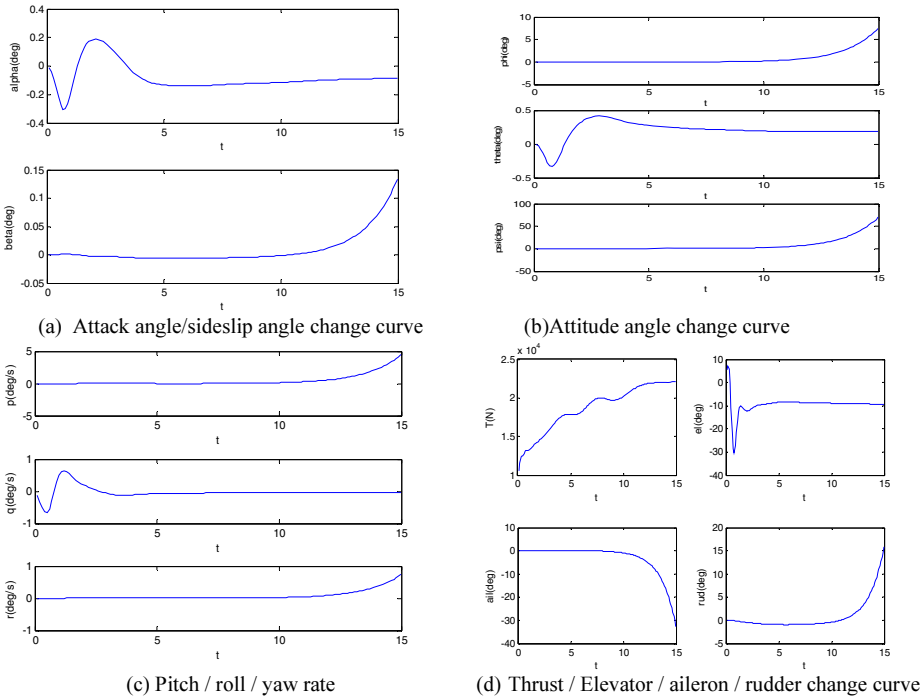 0.4
0.2
0
-0.2
-0.4
alpha(deg)
0 5 10 15
t
0.15
0.1
0.05
0
-0.05
beta(deg)
0 5 10 15
t
(a) Attack angle/sideslip angle change curve
10
5
0
-5
phi(deg)
0 5 10 15
t
0.5
0
-0.5
theta(deg)
0 5 10 15
t
100
50
0
-50
psi(deg)
0 5 10 15
t
(b)Attitude angle change curve
5
0
-5
p(deg/s)
0 5 10 15
t
1
0
-1
q(deg/s)
0 5 10 15
t
1
0
-1
r(deg/s)
0 5 10 15
t
(c) Pitch / roll / yaw rate
x 10^4
2.5
2
1.5
1
T(N)
0 5 10 15
t
10
0
-10
-20
-30
-40
el(deg)
0 5 10 15
t
10
0
-10
-20
-30
-40
ail(deg)
0 5 10 15
t
20
15
10
5
0
-5
rud(deg)
0 5 10 15
t
(d) Thrust / Elevator / aileron / rudder change curve